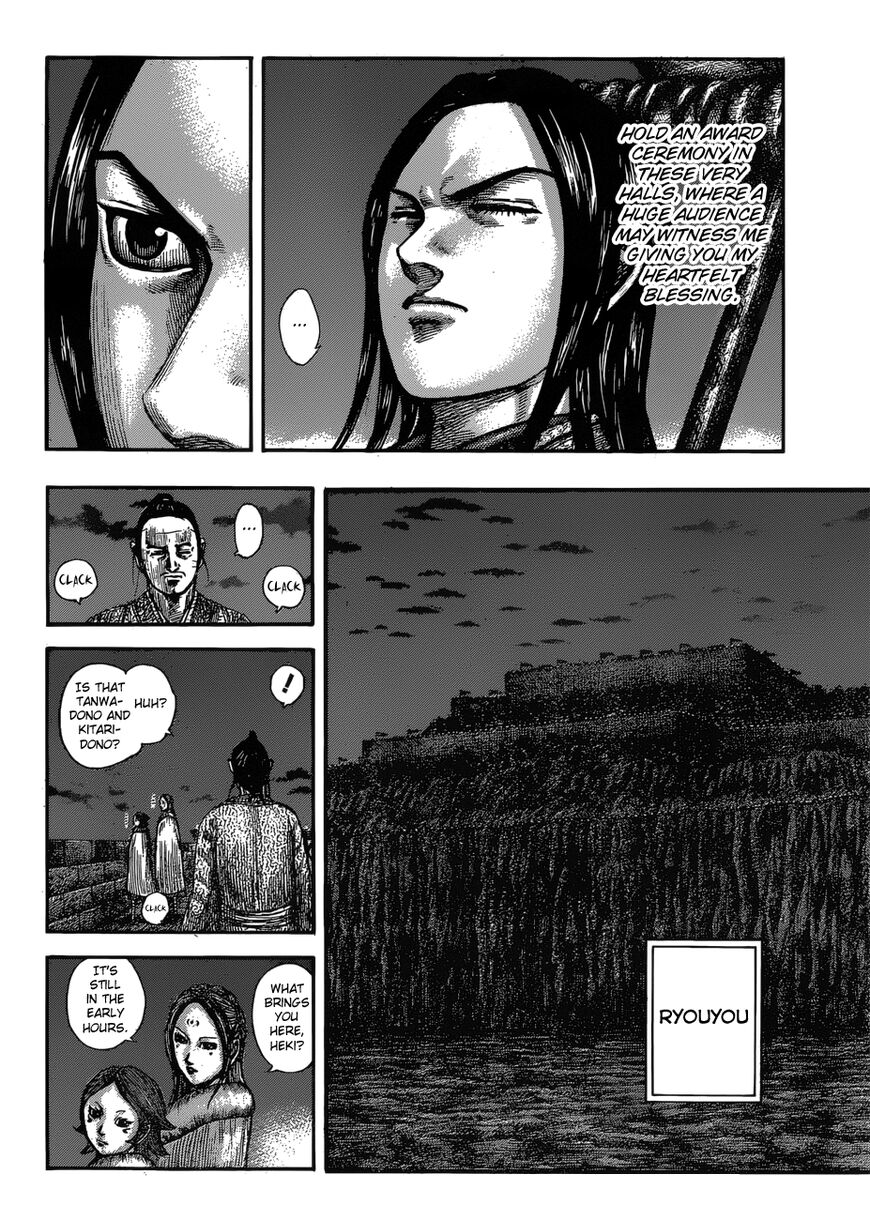 HOLD AN AWARD
CEREMONY IN
THESE VERY
HALLS, WHERE A
HUGE AUDIENCE
MAY WITNESS ME
GIVING YOU MY
HEARTFELT
BLESSING.
...
RYOUYOU
...
CLACK
CLACK
!
HUH?
IS THAT
TANWA-
DONO AND
KITARI-
DONO?
CLACK
WHAT
BRINGS
YOU
HERE,
HEKI?
IT'S
STILL
IN THE
EARLY
HOURS.